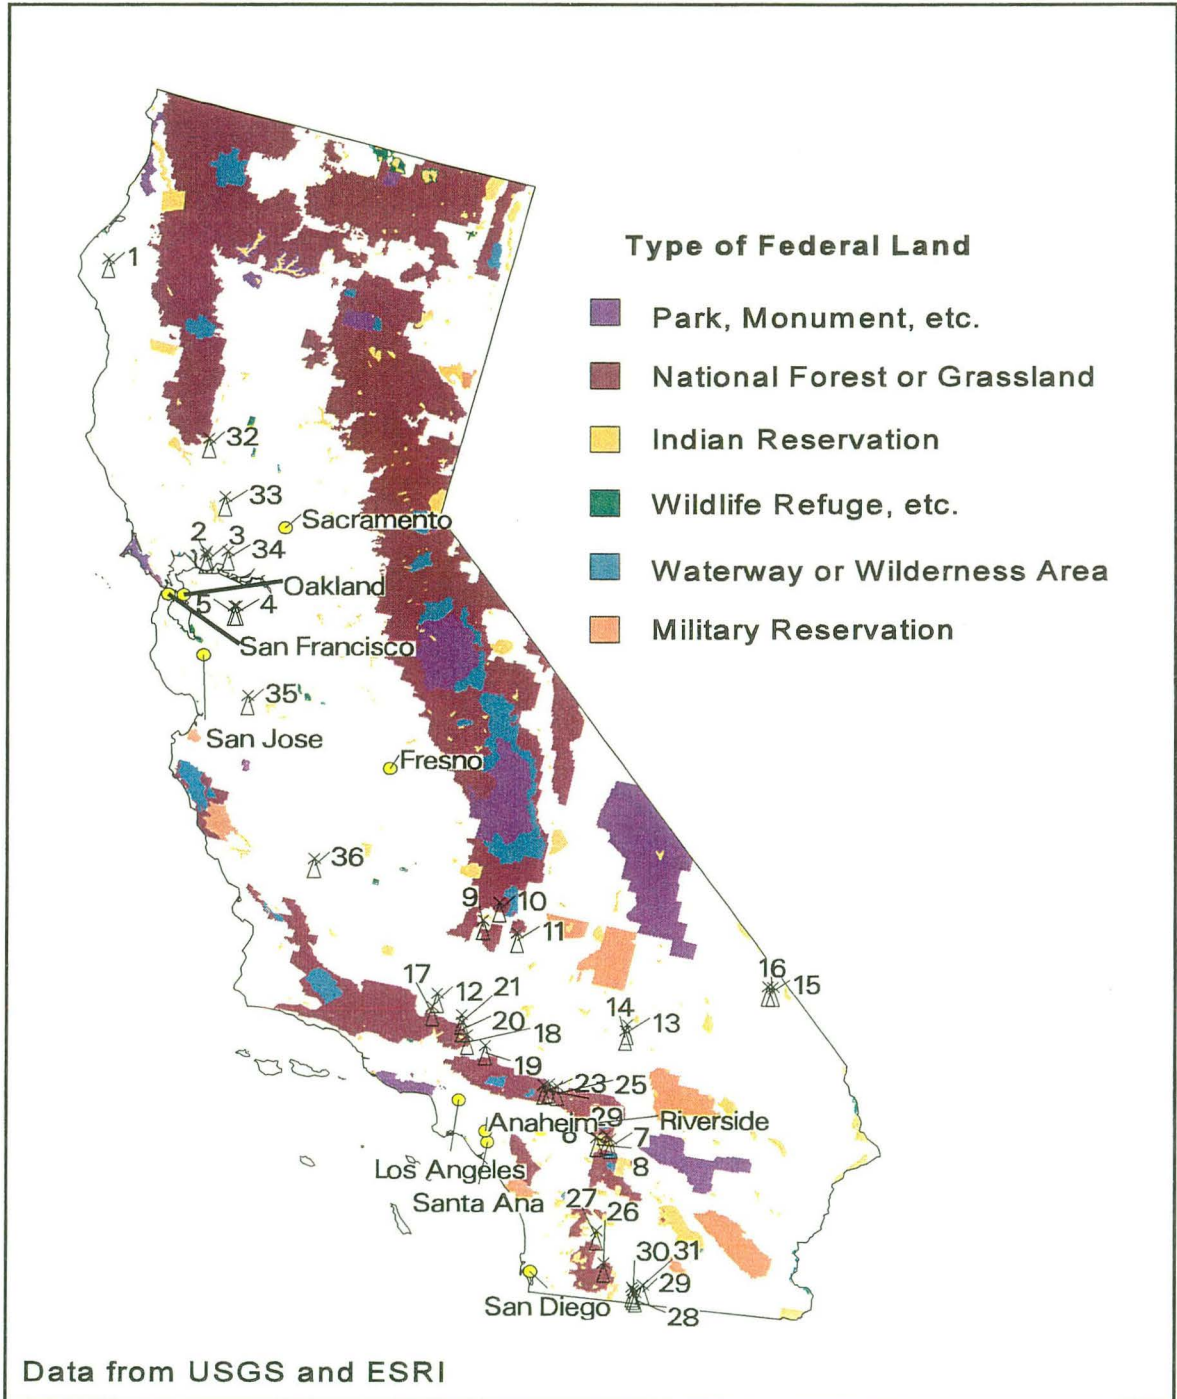 Type of Federal Land
Park, Monument, etc.
National Forest or Grassland
Indian Reservation
Wildlife Refuge, etc.
Waterway or Wilderness Area
Military Reservation
1
32
33
Sacramento
2
3
34
Oakland
5
4
San Francisco
35
San Jose
Fresno
36
9
10
11
17
12
21
20
18
19
14
13
16
15
23
25
29
Anaheim
Riverside
6
7
8
Los Angeles
Santa Ana
27
26
30
31
29
28
San Diego
Data from USGS and ESRI